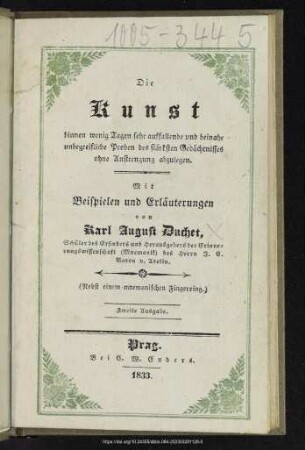 1005-344 5
Die
Kunst
binnen wenig Tagen sehr auffallende und beinahe
unbegreifliche Proben des stärksten Gedächtnisses
ohne Anstrengung abzulegen.
Mit
Beispielen und Erläuterungen
von
Karl August Duchet,
Schüler des Erfinders und Herausgebers der Erinne-
rungswissenschaft (Mnemonik) des Herrn J. C.
Baron v. Aretin.
(Nebst einem mnemonischen Fingerring.)
Zweite Ausgabe.
Prag.
Bei C. W. Enders.
1833.